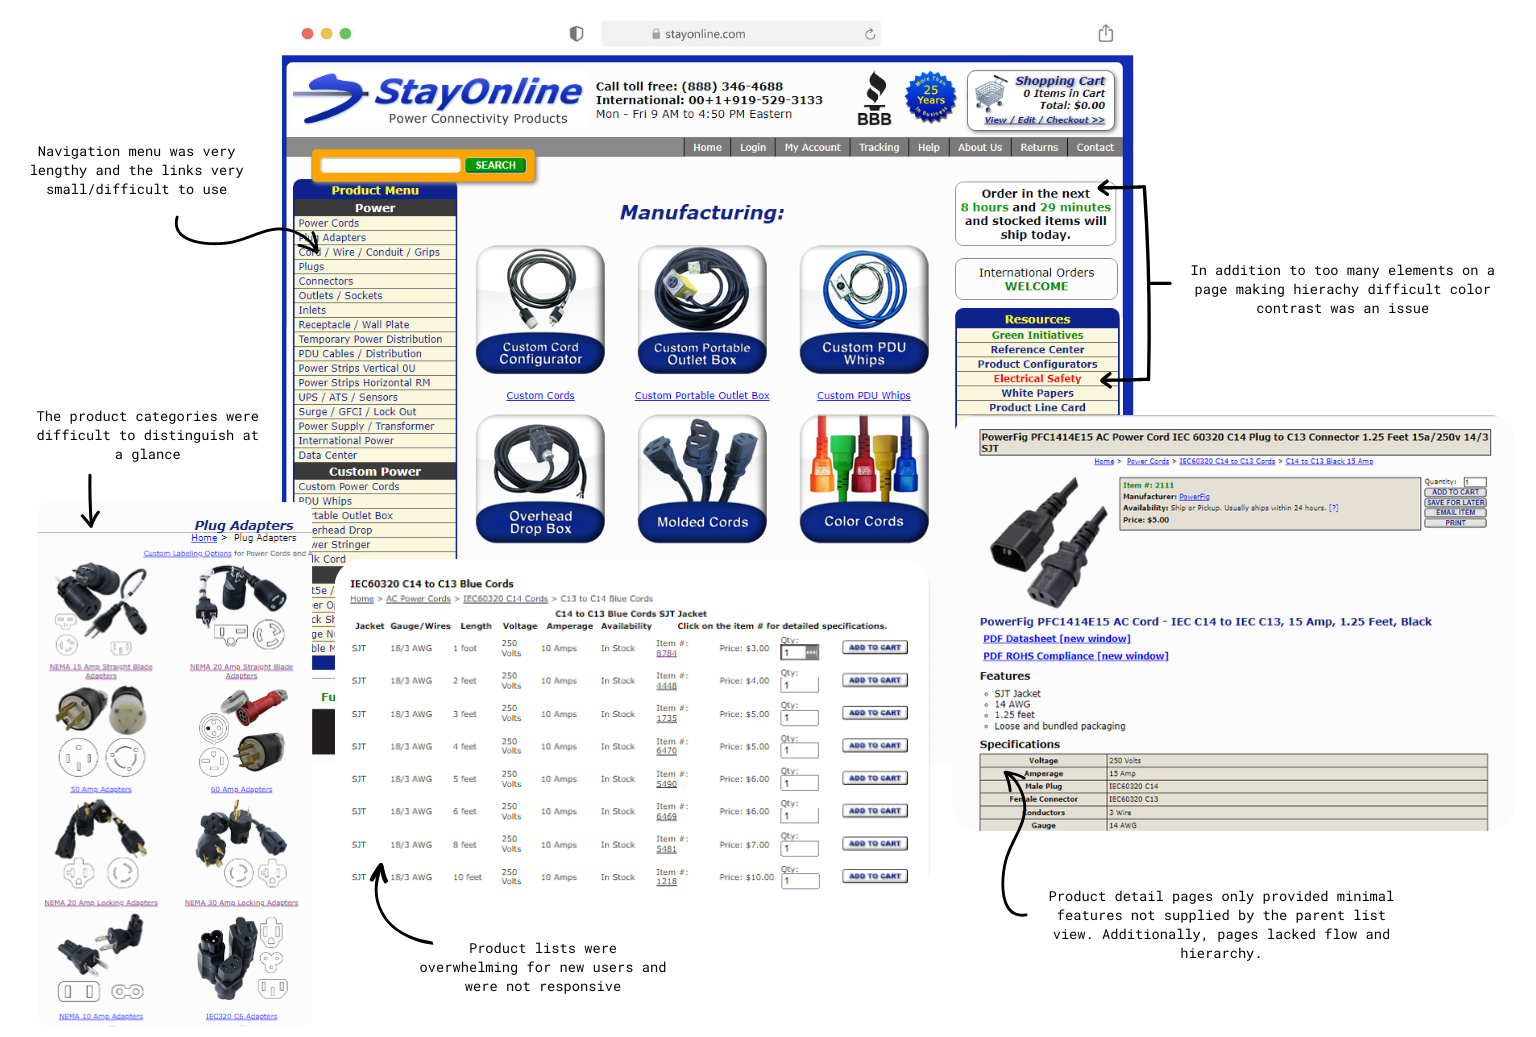 stayonline.com
StayOnline
Power Connectivity Products
Call toll free: (888) 346-4688
International: 00+1+919-529-3133
Mon - Fri 9 AM to 4:50 PM Eastern
BBB
More Than
25
Years
In Business
Shopping Cart
0 Items in Cart
Total: $0.00
View / Edit / Checkout >>
Home
Login
My Account
Tracking
Help
About Us
Returns
Contact
SEARCH
Navigation menu was very
lengthy and the links very
small/difficult to use
Product Menu
Power
Power Cords
Plug Adapters
Cord / Wire / Conduit / Grips
Plugs
Connectors
Outlets / Sockets
Inlets
Receptacle / Wall Plate
Temporary Power Distribution
PDU Cables / Distribution
Power Strips Vertical 0U
Power Strips Horizontal RM
UPS / ATS / Sensors
Surge / GFCI / Lock Out
Power Supply / Transformer
International Power
Data Center
Custom Power
Custom Power Cords
PDU Whips
rtable Outlet Box
erhead Drop
wer Stringer
lk Cord
Manufacturing:
Custom Cord
Configurator
Custom Portable
Outlet Box
Custom PDU
Whips
Custom Cords
Custom Portable Outlet Box
Custom PDU Whips
Overhead
Drop Box
Molded Cords
Color Cords
Order in the next
8 hours and 29 minutes
and stocked items will
ship today.
International Orders
WELCOME
Resources
Green Initiatives
Reference Center
Product Configurators
Electrical Safety
White Papers
Product Line Card
In addition to too many elements on a
page making hierachy difficult color
contrast was an issue
The product categories were
difficult to distinguish at
a glance
Plug Adapters
Home > Plug Adapters
Custom Labeling Options for Power Cords and A
NEMA 15 Amp Straight Blade
Adapters
NEMA 20 Amp Straight Blade
Adapters
50 Amp Adapters
60 Amp Adapters
NEMA 20 Amp Locking Adapters
NEMA 30 Amp Locking Adapters
NEMA 10 Amp Adapters
IEC320 C6 Adapters
Fu
IEC60320 C14 to C13 Blue Cords
Home > AC Power Cords > IEC60320 C14 Cords > C13 to C14 Blue Cords
C14 to C13 Blue Cords SJT Jacket
Jacket Gauge/Wires Length Voltage Amperage Availability Click on the item # for detailed specifications.
SJT 18/3 AWG 1 foot 250 Volts 10 Amps In Stock Item #: 8784 Price: $3.00 Qty: 1 ADD TO CART
SJT 18/3 AWG 2 feet 250 Volts 10 Amps In Stock Item #: 4448 Price: $4.00 Qty: 1 ADD TO CART
SJT 18/3 AWG 3 feet 250 Volts 10 Amps In Stock Item #: 1735 Price: $5.00 Qty: 1 ADD TO CART
SJT 18/3 AWG 4 feet 250 Volts 10 Amps In Stock Item #: 6470 Price: $5.00 Qty: 1 ADD TO CART
SJT 18/3 AWG 5 feet 250 Volts 10 Amps In Stock Item #: 5490 Price: $6.00 Qty: 1 ADD TO CART
SJT 18/3 AWG 6 feet 250 Volts 10 Amps In Stock Item #: 6469 Price: $6.00 Qty: 1 ADD TO CART
SJT 18/3 AWG 8 feet 250 Volts 10 Amps In Stock Item #: 5481 Price: $7.00 Qty: 1 ADD TO CART
SJT 18/3 AWG 10 feet 250 Volts 10 Amps In Stock Item #: 1218 Price: $10.00 Qty: 1 ADD TO CART
Product lists were
overwhelming for new users and
were not responsive
PowerFig PFC1414E15 AC Power Cord IEC 60320 C14 Plug to C13 Connector 1.25 Feet 15a/250v 14/3
SJT
Home > Power Cords > IEC60320 C14 to C13 Cords > C14 to C13 Black 15 Amp
Item #: 2111
Manufacturer: PowerFig
Availability: Ship or Pickup. Usually ships within 24 hours. [?]
Price: $5.00
Quantity: 1
ADD TO CART
SAVE FOR LATER
EMAIL ITEM
PRINT
PowerFig PFC1414E15 AC Cord - IEC C14 to IEC C13, 15 Amp, 1.25 Feet, Black
PDF Datasheet [new window]
PDF ROHS Compliance [new window]
Features
SJT Jacket
14 AWG
1.25 feet
Loose and bundled packaging
Specifications
Voltage 250 Volts
Amperage 15 Amp
Male Plug IEC60320 C14
Female Connector IEC60320 C13
Conductors 3 Wire
Gauge 14 AWG
Product detail pages only provided minimal
features not supplied by the parent list
view. Additionally, pages lacked flow and
hierarchy.